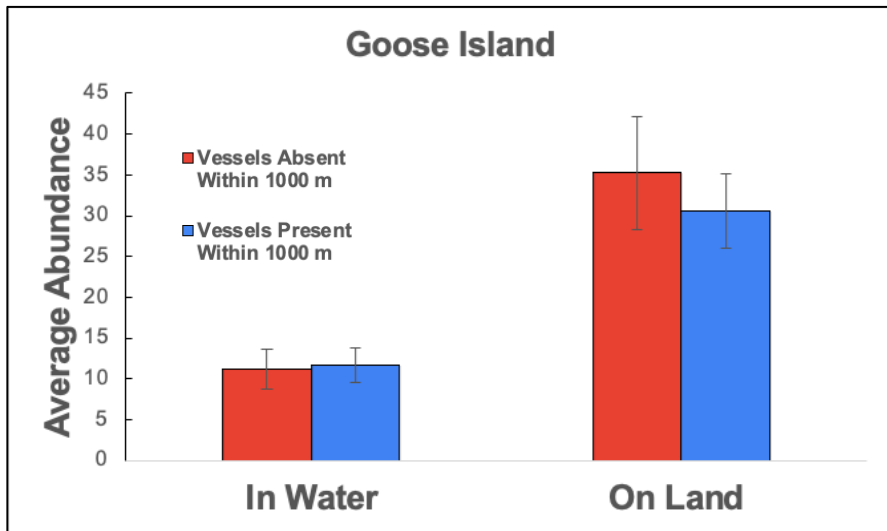 Goose Island
Average Abundance
45
40
35
30
25
20
15
10
5
0
Vessels Absent
Within 1000 m
Vessels Present
Within 1000 m
In Water
On Land